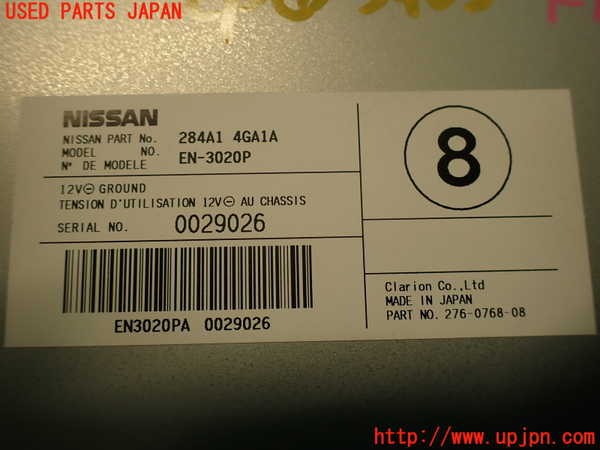 USED PARTS JAPAN
NISSAN
NISSAN PART No. 284A1 4GA1A
MODEL NO. EN-3020P
N° DE MODELE
12V⊖ GROUND
TENSION D'UTILISATION 12V⊖ AU CHASSIS
SERIAL NO. 0029026
EN3020PA 0029026
8
Clarion Co.,Ltd
MADE IN JAPAN
PART NO. 276-0768-08
http://www.upjpn.com/